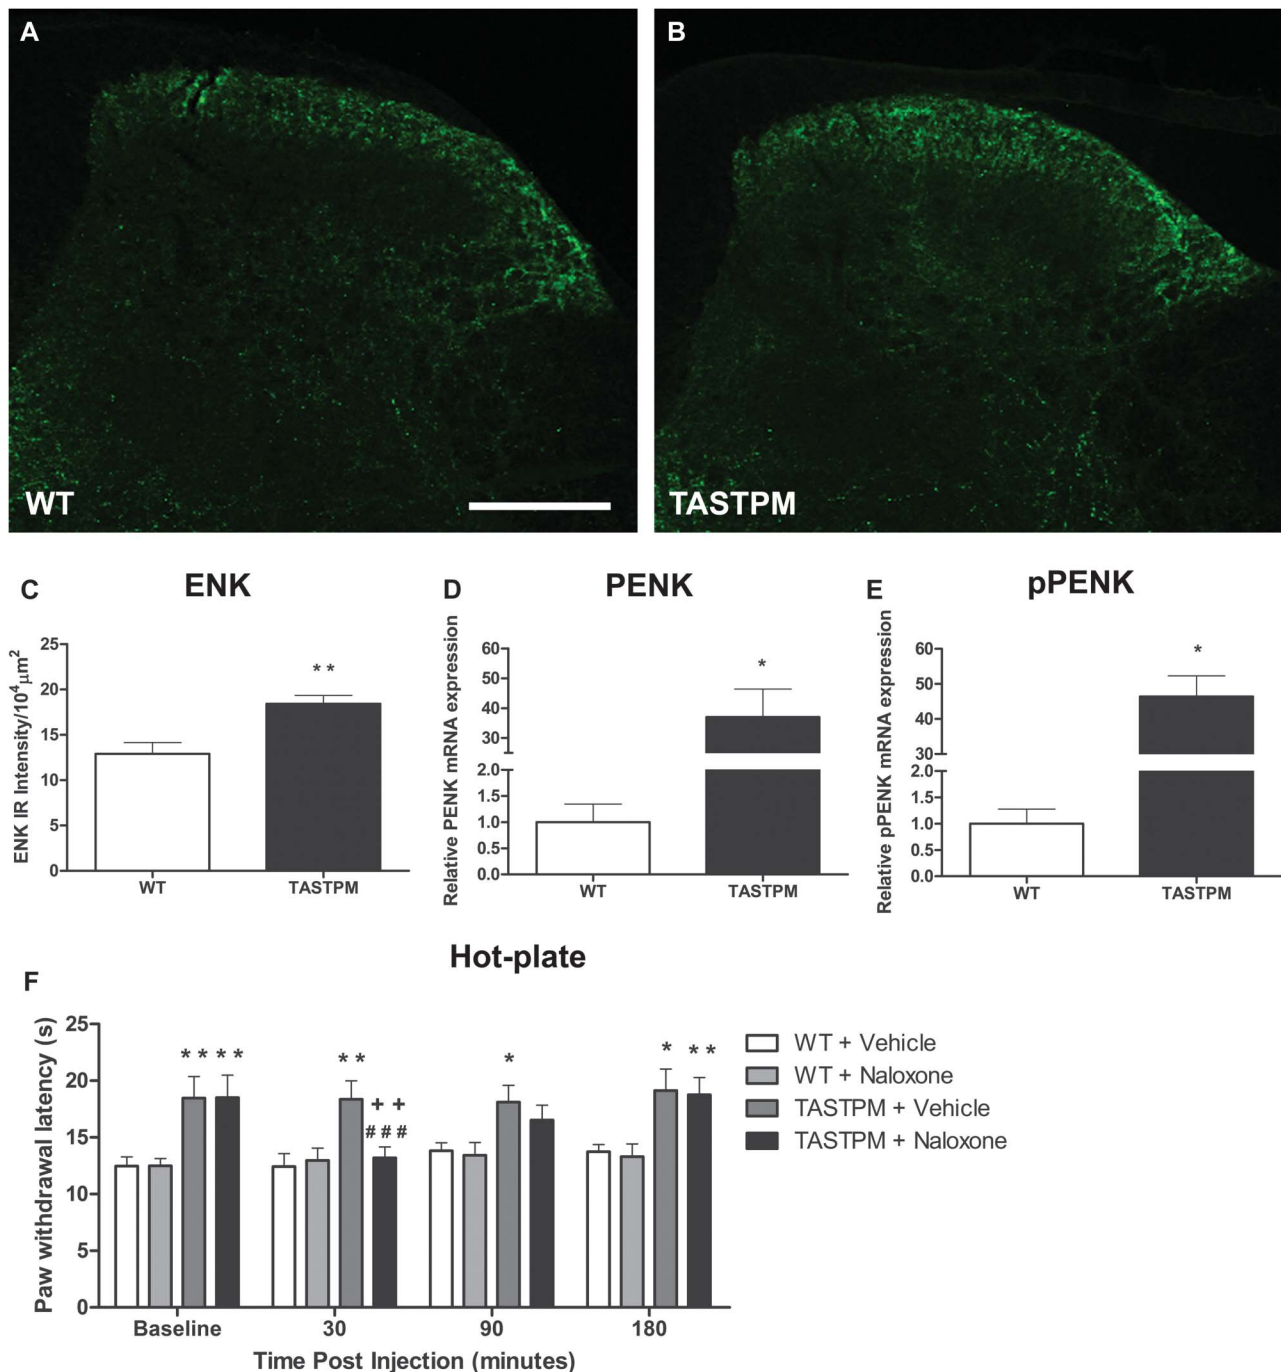 A
B
WT
TASTPM
C
ENK
ENK IR Intensity/10⁴µm²
25
20
15
10
5
0
* *
WT
TASTPM
D
PENK
Relative PENK mRNA expression
60
50
40
30
2.0
1.5
1.0
0.5
0.0
*
WT
TASTPM
E
pPENK
Relative pPENK mRNA expression
60
50
40
30
2.0
1.5
1.0
0.5
0.0
*
WT
TASTPM
F
Hot-plate
Paw withdrawal latency (s)
25
20
15
10
5
0
* * * *
* *
+ +
# # #
*
* * *
Baseline
30
90
180
Time Post Injection (minutes)
WT + Vehicle
WT + Naloxone
TASTPM + Vehicle
TASTPM + Naloxone